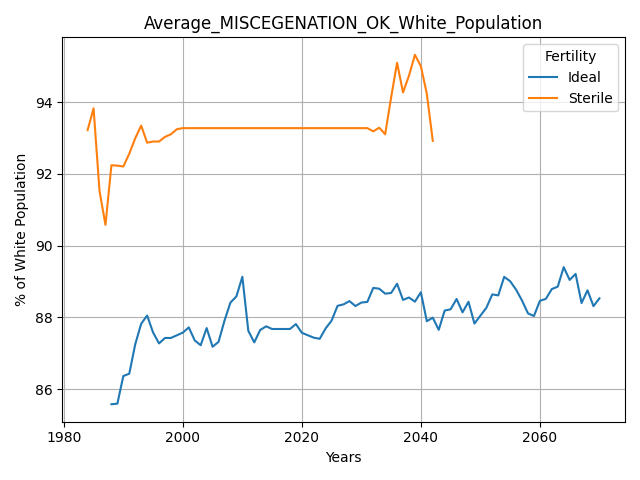 Average_MISCEGENATION_OK_White_Population
Fertility
Ideal
Sterile
% of White Population
94
92
90
88
86
1980
2000
2020
2040
2060
Years